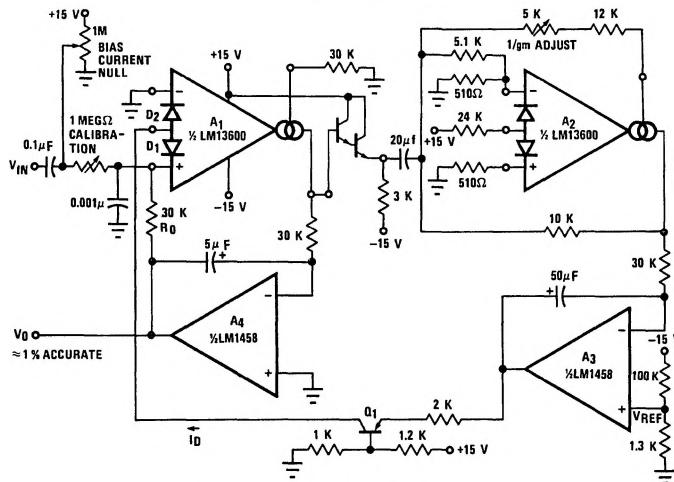 +15 V
1M
BIAS
CURRENT
NULL
+15 V
30 K
5 K
12 K
1/gm ADJUST
5.1 K
510Ω
−
D2
D1
A1
½ LM13600
+
1 MEGΩ
CALIBRA-
TION
0.1μF
VIN
0.001μ
−15 V
20μf
3 K
−15 V
24 K
+15 V
510Ω
−
A2
½ LM13600
+
10 K
30 K
R0
30 K
5μF
+
30 K
50μF
+
V0
≈1 % ACCURATE
A4
½LM1458
−
+
A3
½LM1458
−
+
−15 V
100K
VREF
1.3 K
Q1
2 K
ID
1 K
1.2 K
+15 V